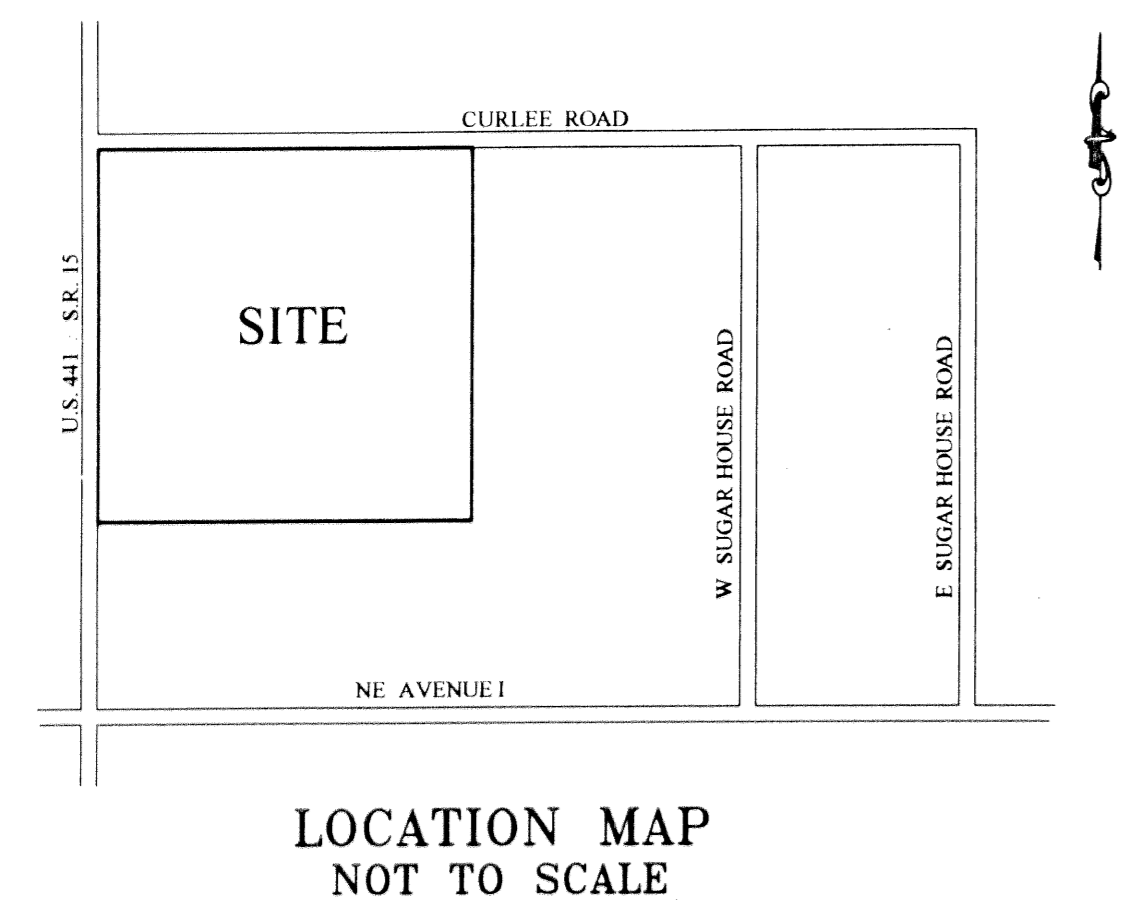 CURLEE ROAD
U.S. 441 : S.R. 15
SITE
W SUGAR HOUSE ROAD
E SUGAR HOUSE ROAD
NE AVENUE I
LOCATION MAP
NOT TO SCALE